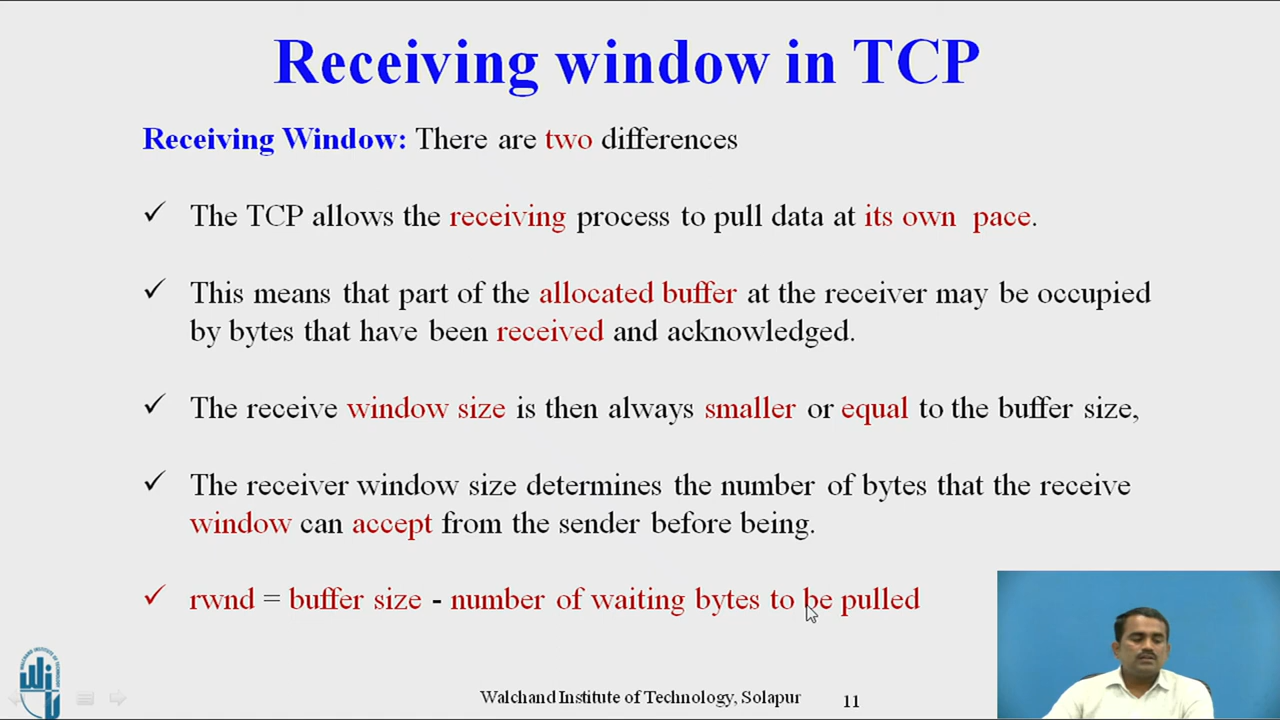 Receiving window in TCP
Receiving Window: There are two differences
✓ The TCP allows the receiving process to pull data at its own pace.
✓ This means that part of the allocated buffer at the receiver may be occupied
by bytes that have been received and acknowledged.
✓ The receive window size is then always smaller or equal to the buffer size,
✓ The receiver window size determines the number of bytes that the receive
window can accept from the sender before being.
✓ rwnd = buffer size - number of waiting bytes to be pulled
Walchand Institute of Technology, Solapur 11